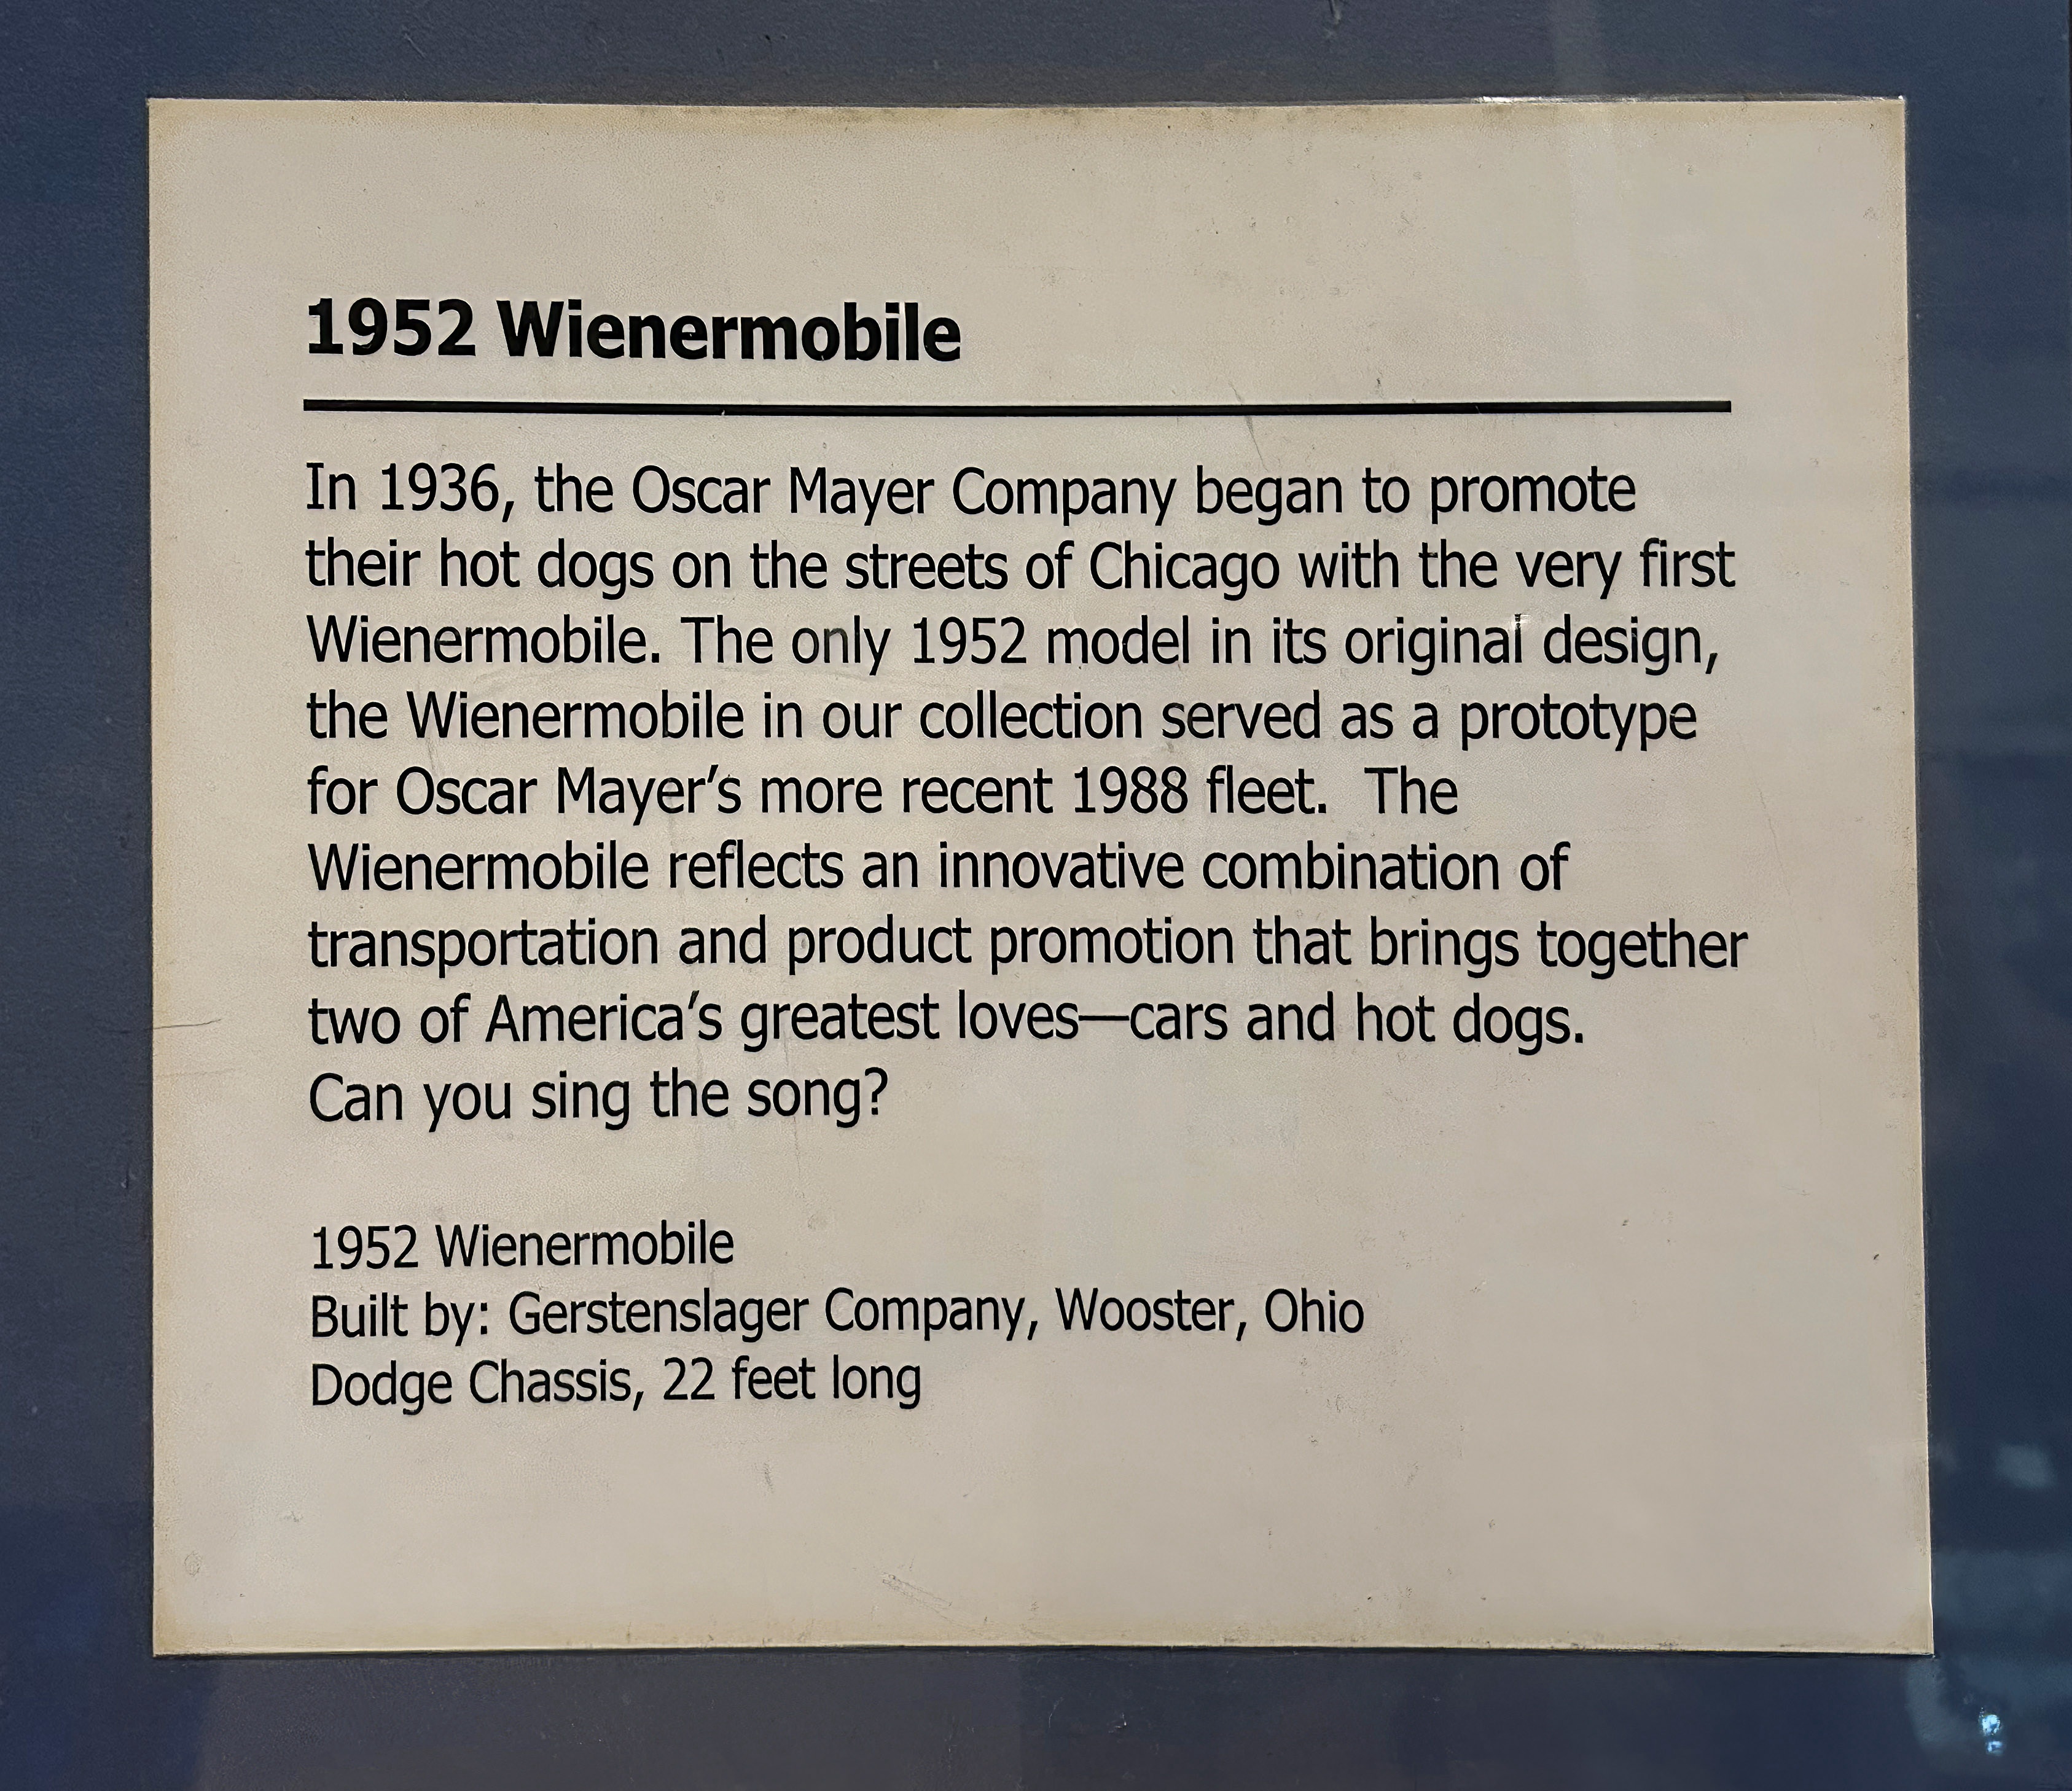 1952 Wienermobile
In 1936, the Oscar Mayer Company began to promote
their hot dogs on the streets of Chicago with the very first
Wienermobile. The only 1952 model in its original design,
the Wienermobile in our collection served as a prototype
for Oscar Mayer’s more recent 1988 fleet.  The
Wienermobile reflects an innovative combination of
transportation and product promotion that brings together
two of America’s greatest loves—cars and hot dogs.
Can you sing the song?
1952 Wienermobile
Built by: Gerstenslager Company, Wooster, Ohio
Dodge Chassis, 22 feet long